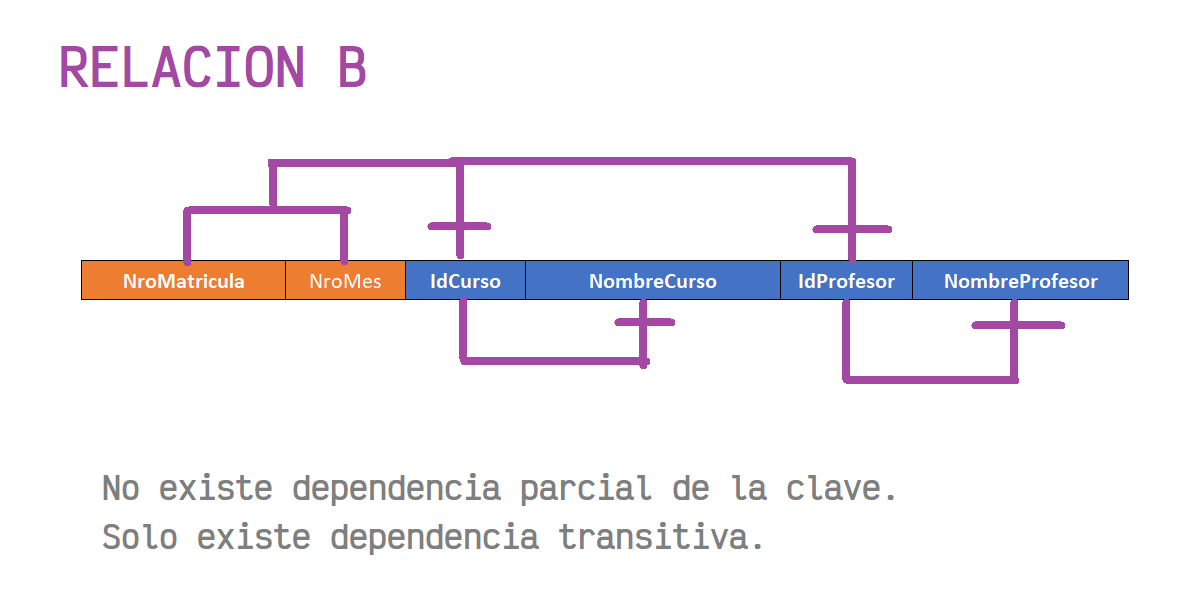 RELACION B
NroMatricula NroMes IdCurso NombreCurso IdProfesor NombreProfesor
No existe dependencia parcial de la clave.
Solo existe dependencia transitiva.